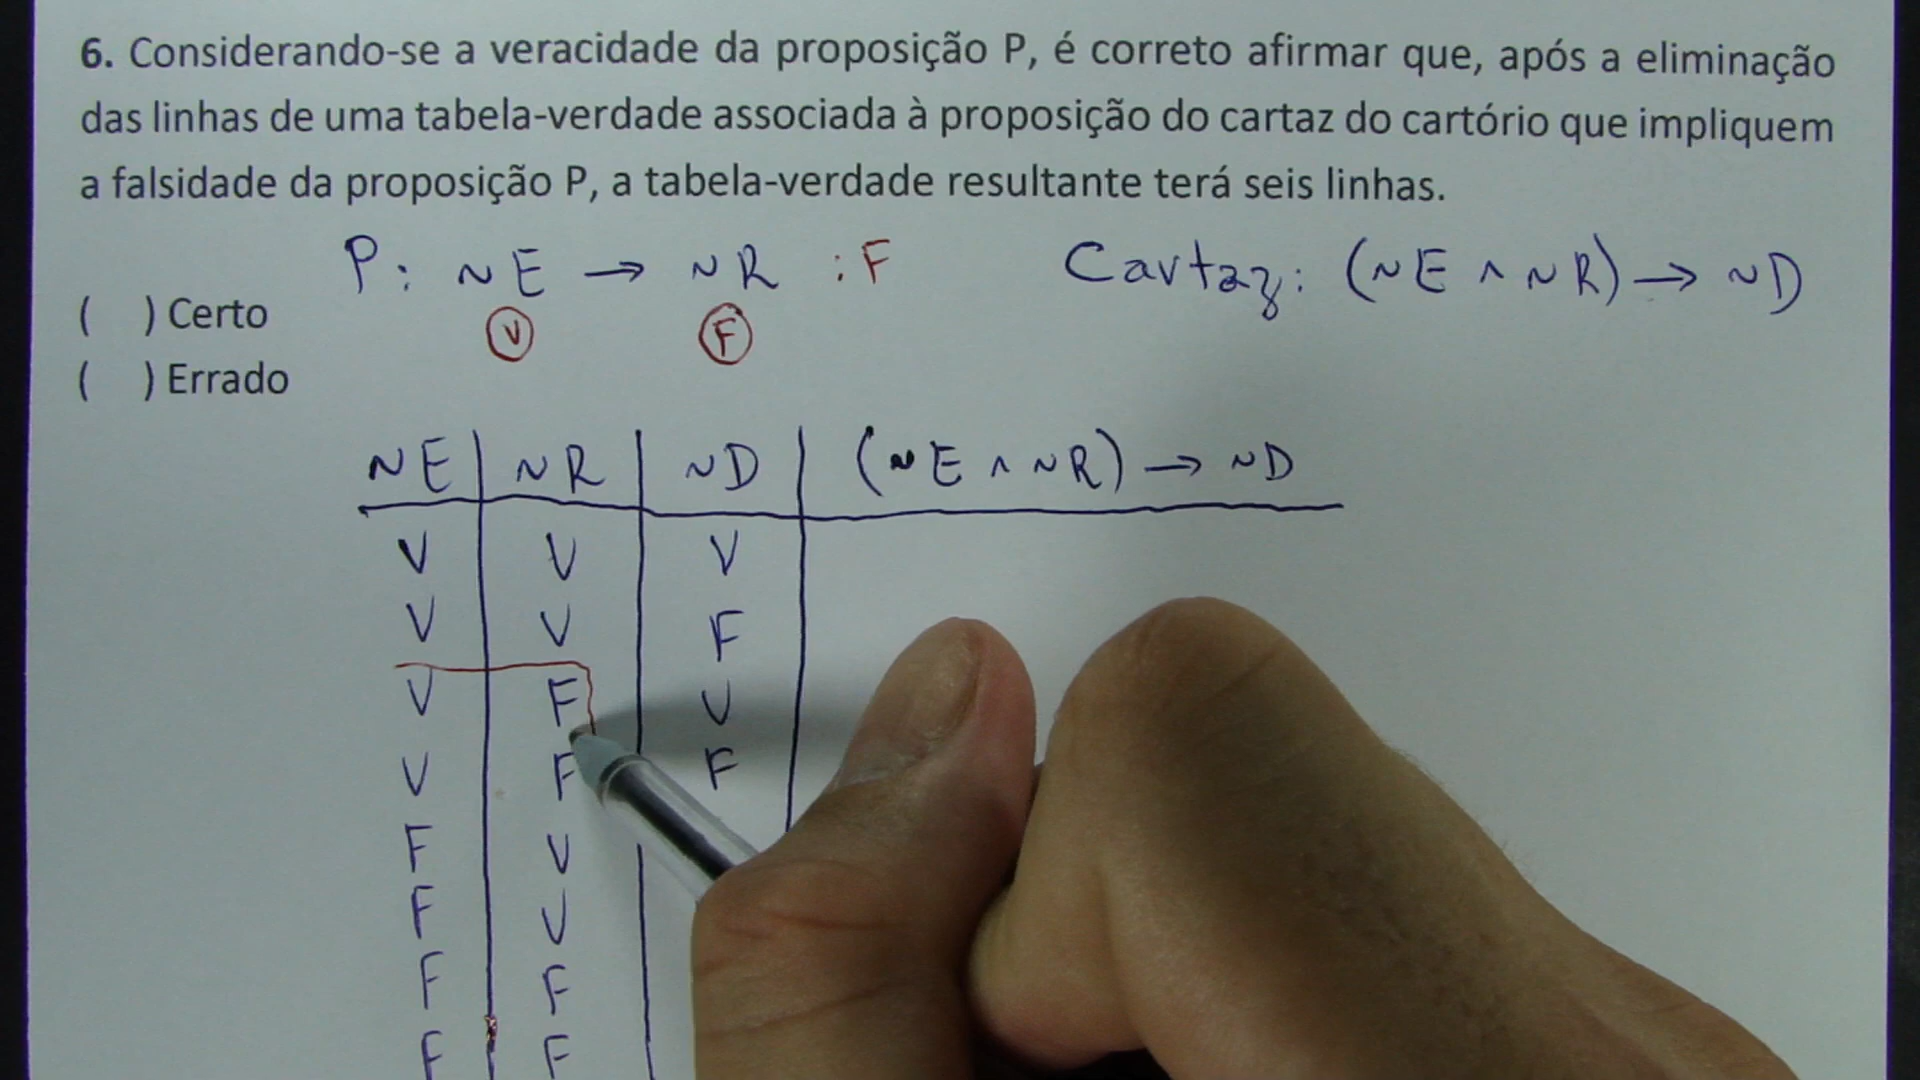 6. Considerando-se a veracidade da proposição P, é correto afirmar que, após a eliminação
das linhas de uma tabela-verdade associada à proposição do cartaz do cartório que impliquem
a falsidade da proposição P, a tabela-verdade resultante terá seis linhas.
P: ~E → ~R : F
Cartaz: (~E ∧ ~R) → ~D
V F
( ) Certo
( ) Errado
~E ~R ~D (~E ∧ ~R) → ~D
V V V
V V F
V F V
V F F
F V
F V
F F
F F